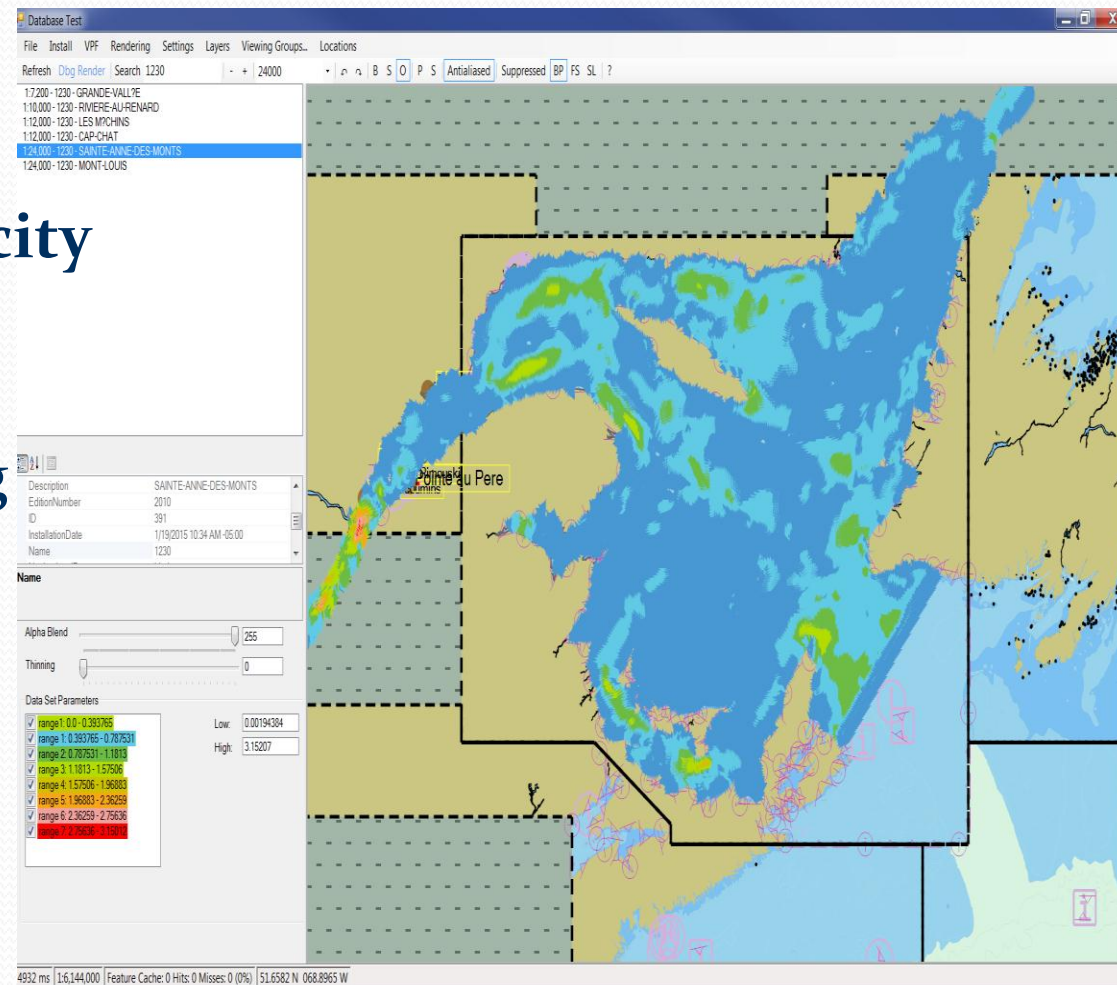 Database Test
File Install VPF Rendering Settings Layers Viewing Groups... Locations
Refresh Dbg Render Search 1230 - + 24000 B S O P S Antialiased Suppressed BP FS SL ?
1:7,200 - 1230 - GRANDE-VALL?E
1:10,000 - 1230 - RIVIERE-AU-RENARD
1:12,000 - 1230 - LES M?CHINS
1:12,000 - 1230 - CAP-CHAT
1:24,000 - 1230 - SAINTE-ANNE-DES-MONTS
1:24,000 - 1230 - MONT-LOUIS
city
g
Description SAINTE-ANNE-DES-MONTS
EditionNumber 2010
ID 391
InstallationDate 1/19/2015 10:34 AM -05:00
Name 1230
Name
Alpha Blend 255
Thinning 0
Data Set Parameters
range1: 0.0 - 0.393765
range 1: 0.393765 - 0.787531
range 2: 0.787531 - 1.1813
range 3: 1.1813 - 1.57506
range 4: 1.57506 - 1.96883
range 5: 1.96883 - 2.36259
range 6: 2.36259 - 2.75636
range 7: 2.75636 - 3.15012
Low: 0.00194384
High: 3.15207
Rimouski
Pointe au Pere
4932 ms 1:6,144,000 Feature Cache: 0 Hits: 0 Misses: 0 (0%) 51.6582 N 068.8965 W